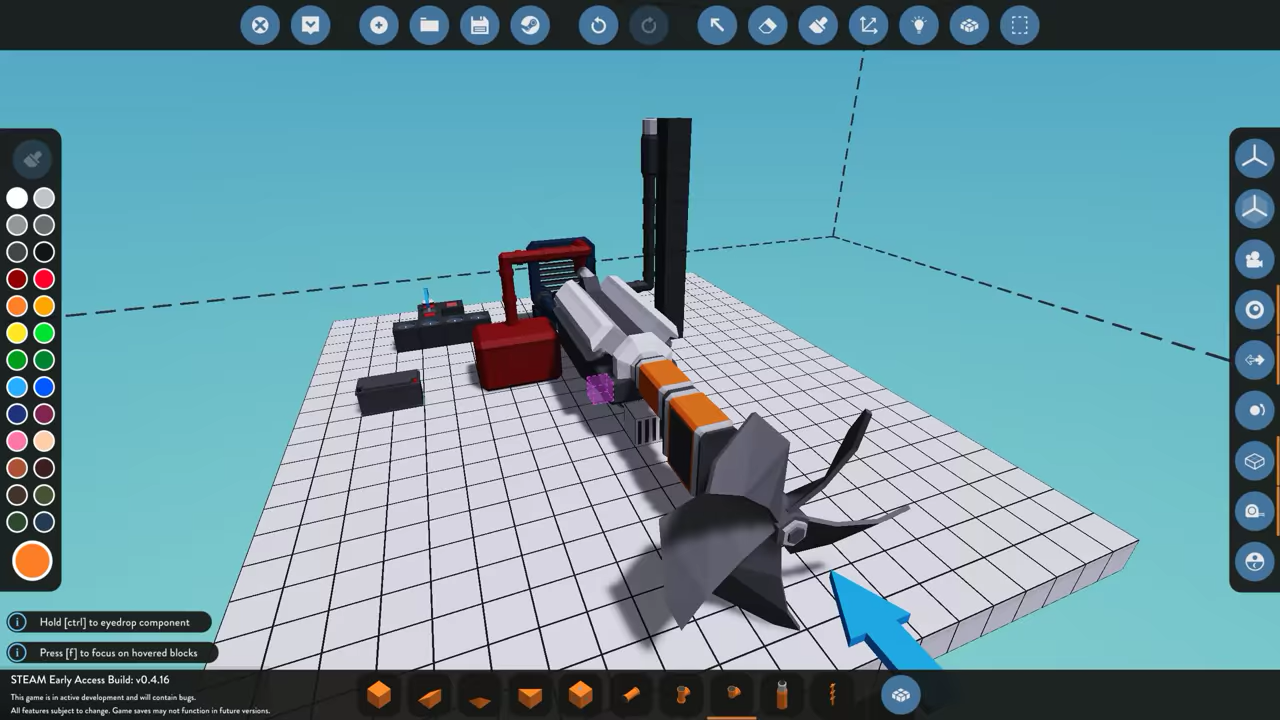 Hold [ctrl] to eyedrop component
Press [f] to focus on hovered blocks
STEAM Early Access Build: v0.4.16
This game is in active development and will contain bugs.
All features subject to change. Game saves may not function in future versions.